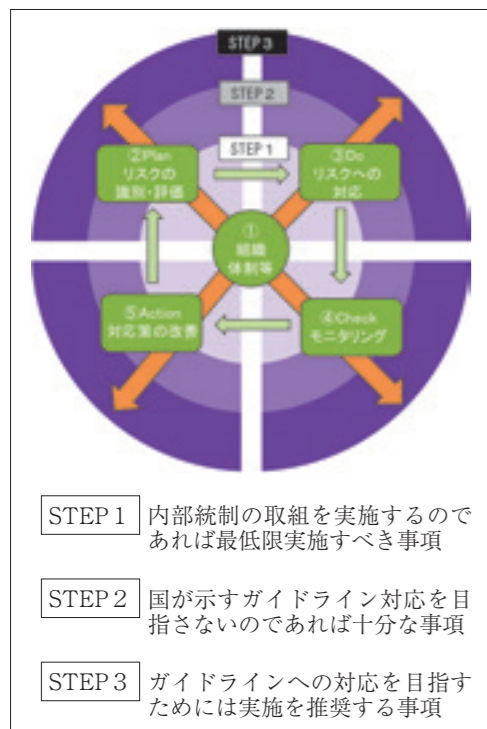 STEP 3
STEP 2
STEP 1
②Plan
リスクの
識別・評価
③Do
リスクへの
対応
①
組織
体制等
⑤Action
対応策の改善
④Check
モニタリング
STEP 1 内部統制の取組を実施するので
あれば最低限実施すべき事項
STEP 2 国が示すガイドライン対応を目
指さないのであれば十分な事項
STEP 3 ガイドラインへの対応を目指す
ためには実施を推奨する事項